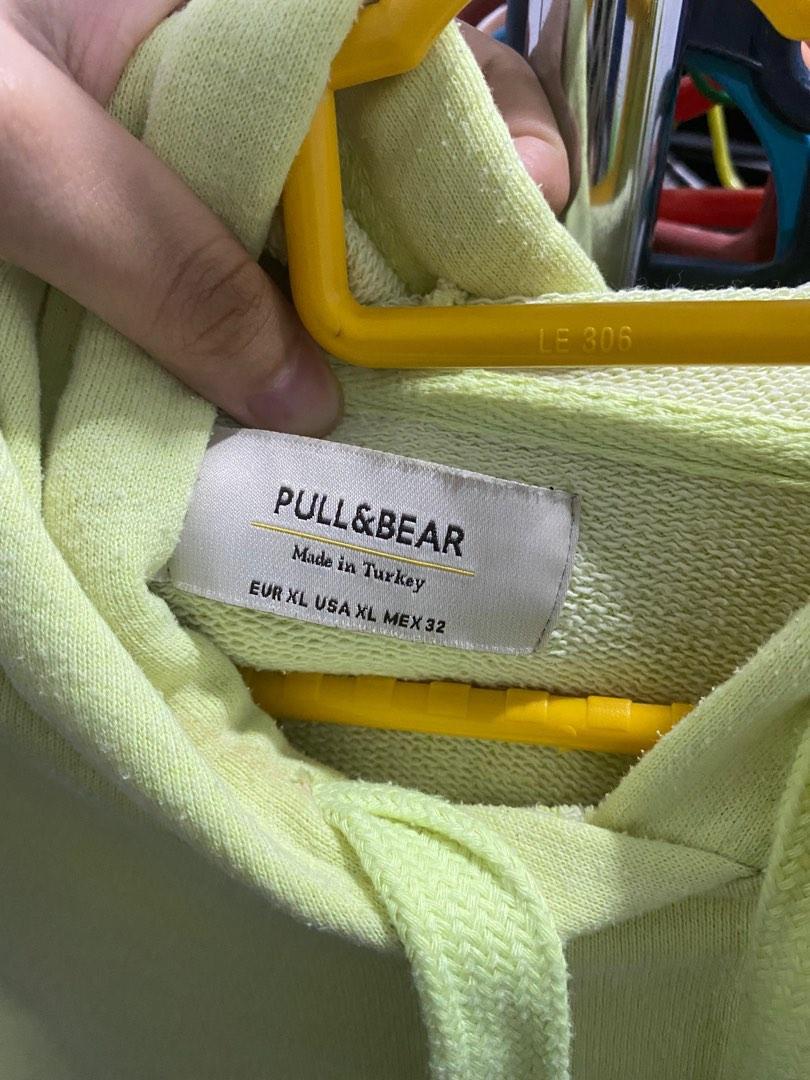 LE 306
PULL&BEAR
Made in Turkey
EUR XL USA XL MEX 32